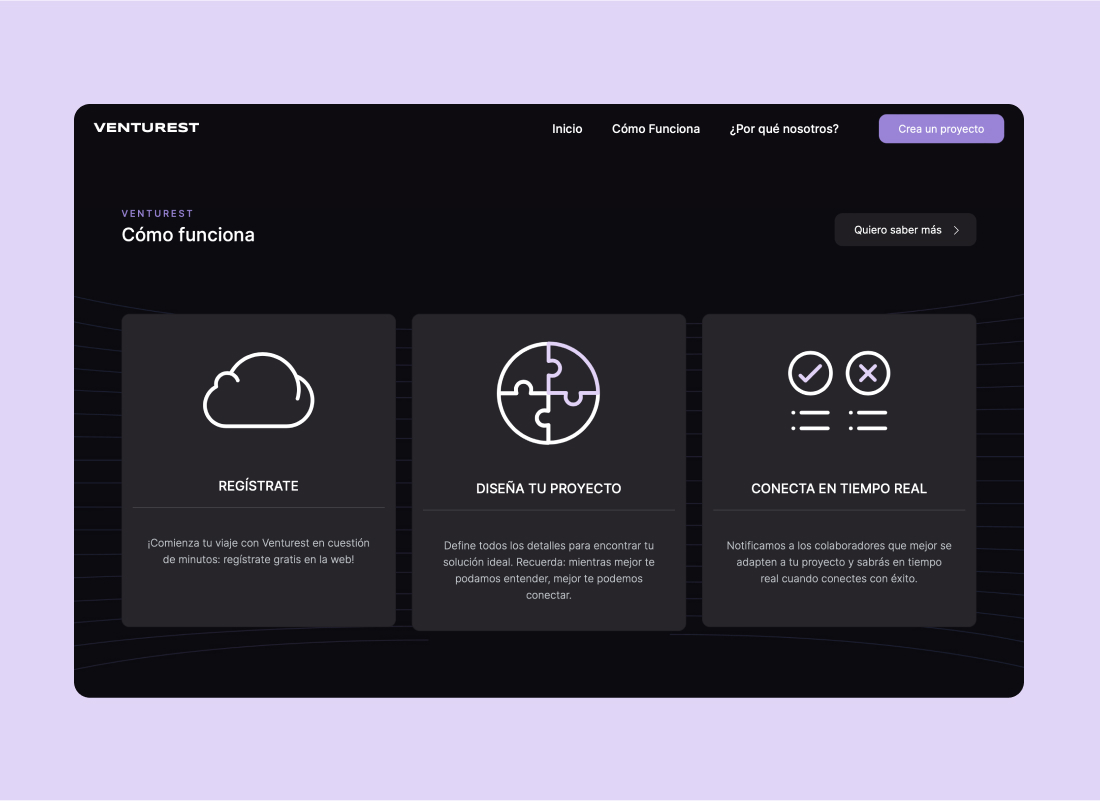 VENTUREST
Inicio
Cómo Funciona
¿Por qué nosotros?
Crea un proyecto
VENTUREST
Cómo funciona
Quiero saber más
REGÍSTRATE
¡Comienza tu viaje con Venturest en cuestión
de minutos: regístrate gratis en la web!
DISEÑA TU PROYECTO
Define todos los detalles para encontrar tu
solución ideal. Recuerda: mientras mejor te
podamos entender, mejor te podemos
conectar.
CONECTA EN TIEMPO REAL
Notificamos a los colaboradores que mejor se
adapten a tu proyecto y sabrás en tiempo
real cuando conectes con éxito.